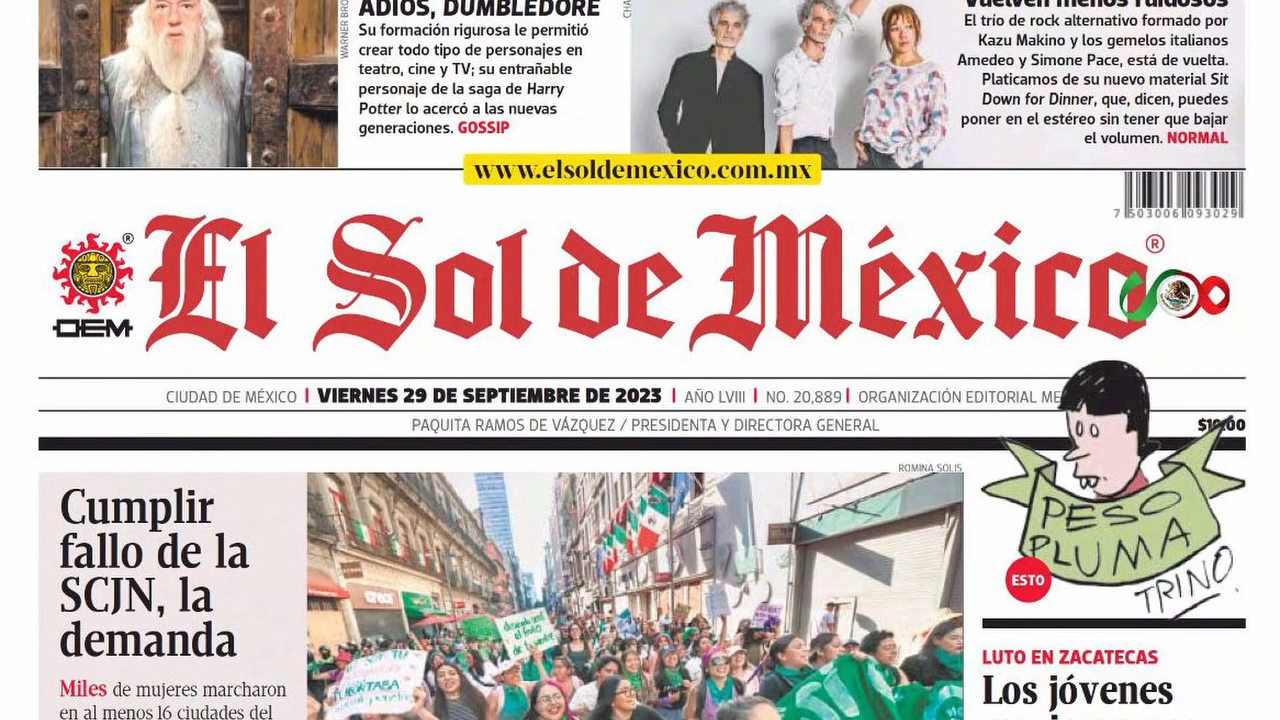 ADIÓS, DUMBLEDORE
Su formación rigurosa le permitió
crear todo tipo de personajes en
teatro, cine y TV; su entrañable
personaje de la saga de Harry
Potter lo acercó a las nuevas
generaciones. GOSSIP
WARNER BRO
CHA
Vuelven menos ruidosos
El trío de rock alternativo formado por
Kazu Makino y los gemelos italianos
Amedeo y Simone Pace, está de vuelta.
Platicamos de su nuevo material Sit
Down for Dinner, que, dicen, puedes
poner en el estéreo sin tener que bajar
el volumen. NORMAL
www.elsoldemexico.com.mx
7 503006 093029
El Sol de México®
®
OEM
CIUDAD DE MÉXICO | VIERNES 29 DE SEPTIEMBRE DE 2023 | AÑO LVIII | NO. 20,889 | ORGANIZACIÓN EDITORIAL ME
PAQUITA RAMOS DE VÁZQUEZ / PRESIDENTA Y DIRECTORA GENERAL
ROMINA SOLIS
Cumplir
fallo de la
SCJN, la
demanda
Miles de mujeres marcharon
en al menos 16 ciudades del
PESO
PLUMA
TRINO.
ESTO
LUTO EN ZACATECAS
Los jóvenes